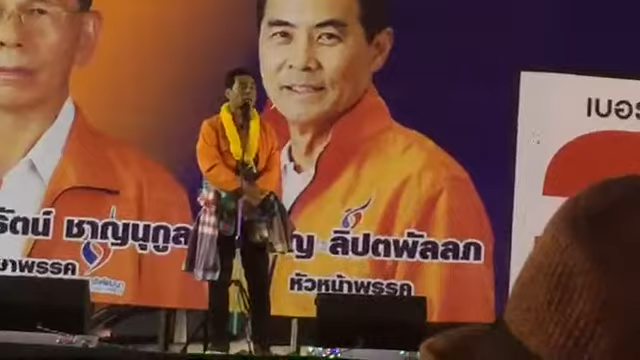 รัตน์ ชาญนุกูล
ษาพรรค
ญ ลิปตพัลลภ
หัวหน้าพรรค
เบอร